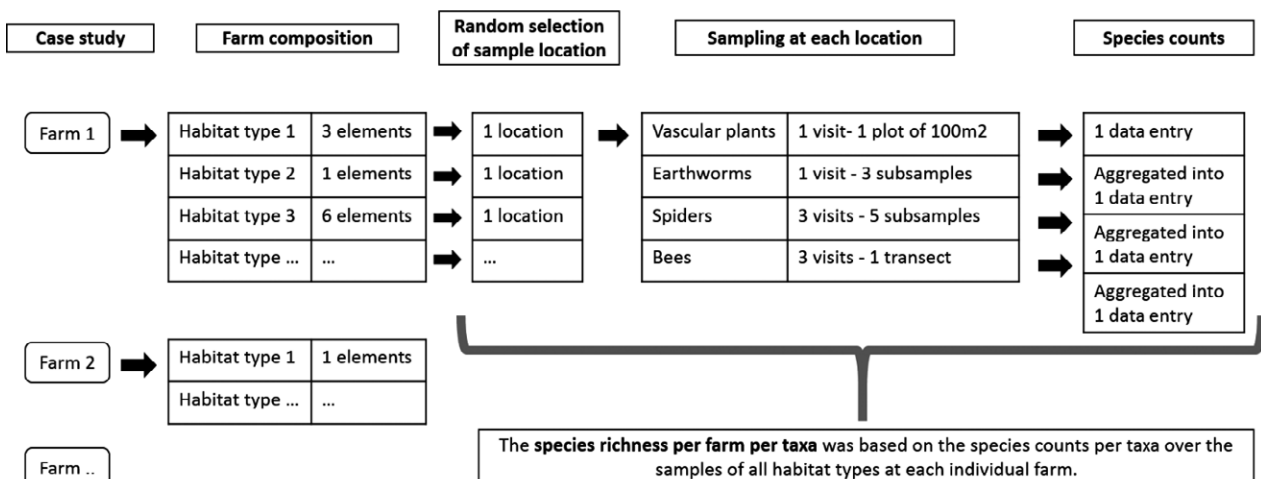 Case study
Farm composition
Random selection
of sample location
Sampling at each location
Species counts
Farm 1
Habitat type 1 3 elements
1 location
Vascular plants 1 visit- 1 plot of 100m2
1 data entry
Habitat type 2 1 elements
1 location
Earthworms 1 visit - 3 subsamples
Aggregated into
1 data entry
Habitat type 3 6 elements
1 location
Spiders 3 visits - 5 subsamples
Aggregated into
1 data entry
Habitat type ... ...
...
Bees 3 visits - 1 transect
Aggregated into
1 data entry
Farm 2
Habitat type 1 1 elements
Habitat type ... ...
Farm ..
The species richness per farm per taxa was based on the species counts per taxa over the
samples of all habitat types at each individual farm.